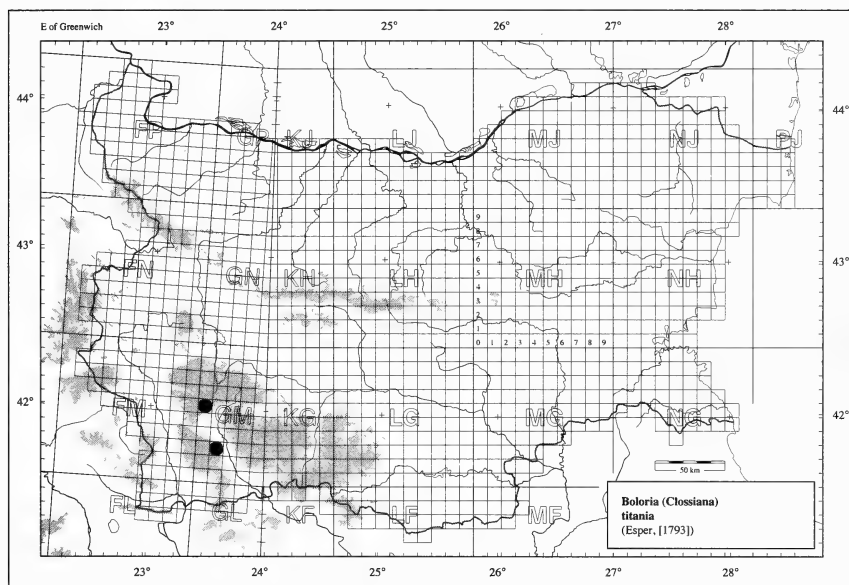 E of Greenwich
23° 24° 25° 26° 27° 28°
44° 44°
FP GP KJ LJ MJ NJ PJ
9
8
43° 7 43°
6
FN GN KH 5 LH MH NH
4
3
2
1
0 1 2 3 4 5 6 7 8 9
42° FM GM KG LG MG NG 42°
50 km
Boloria (Clossiana)
titania
(Esper, [1793])
FL GL KF LF MF
23° 24° 25° 26° 27° 28°